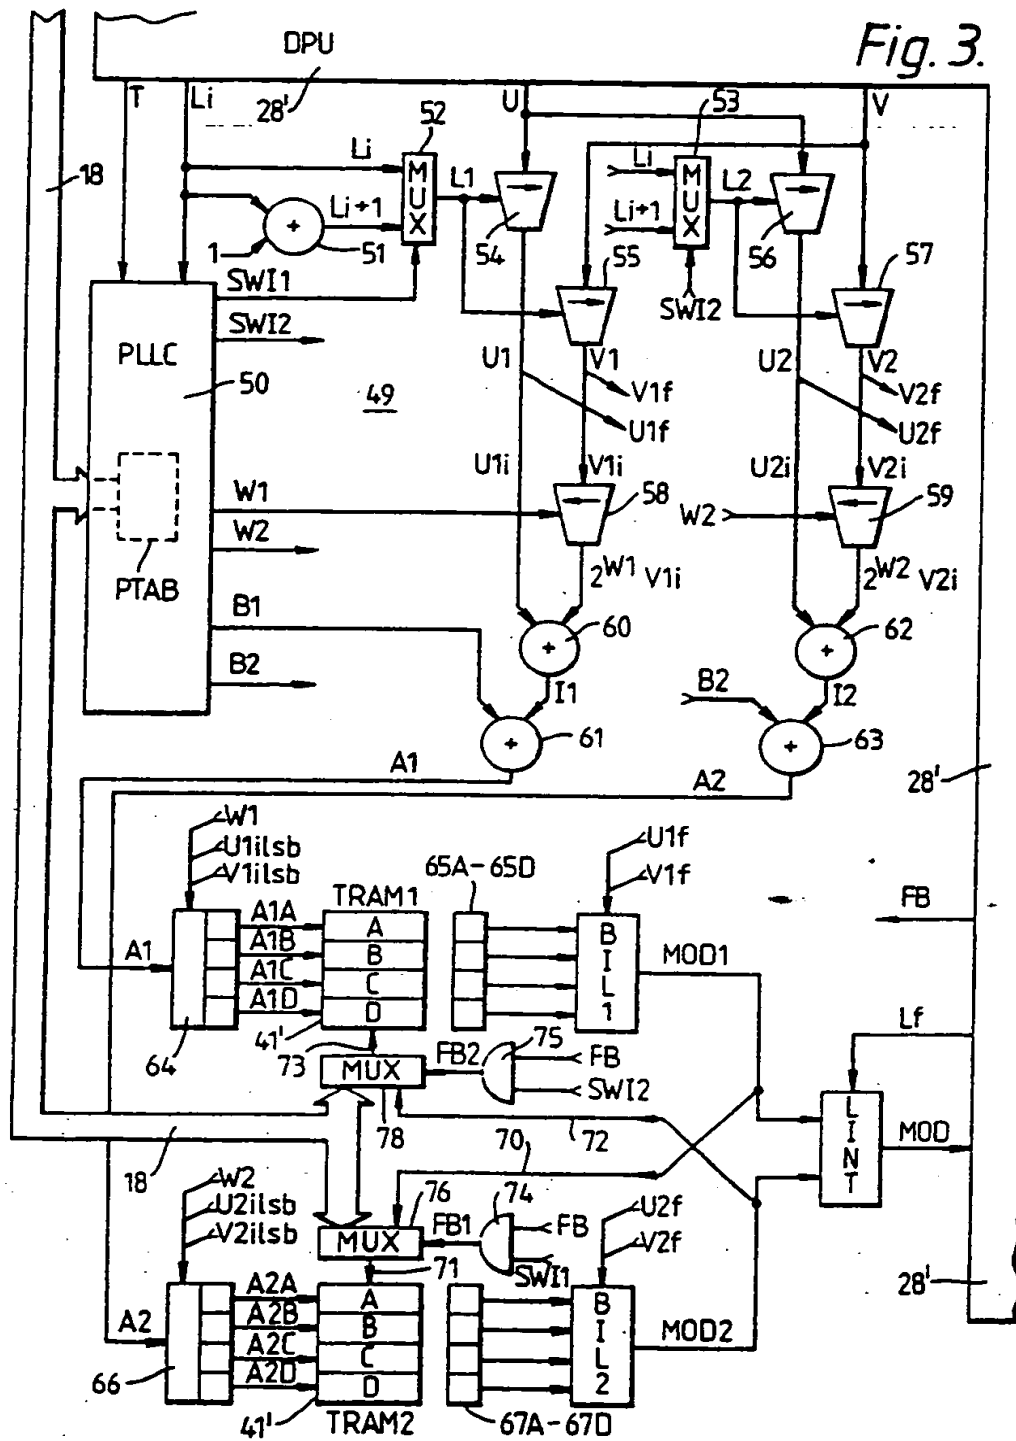 Fig. 3.
DPU
28'
T
Li
U
V
18
52
53
Li
MUX
L1
Li
MUX
L2
1
+
Li+1
51
54
Li+1
56
57
SWI1
55
SWI2
SWI2
PLLC
50
49
U1
V1
V1f
U1f
U2
V2
V2f
U2f
U1i
V1i
U2i
V2i
W1
58
W2
59
W2
PTAB
2^W1 V1i
2^W2 V2i
B1
+
60
+
62
B2
I1
B2
I2
+
61
+
63
A1
A2
28'
W1
U1ilsb
V1ilsb
65A-65D
U1f
V1f
TRAM1
FB
A1
A1A
A1B
A1C
A1D
A
B
C
D
BIL1
MOD1
64
41'
73
75
Lf
MUX
FB2
FB
SWI2
78
72
LINT
MOD
70
18
W2
U2ilsb
V2ilsb
76
74
U2f
V2f
MUX
FB1
FB
SWI1
71
28'
A2
A2A
A2B
A2C
A2D
A
B
C
D
BIL2
MOD2
66
41'
TRAM2
67A-67D